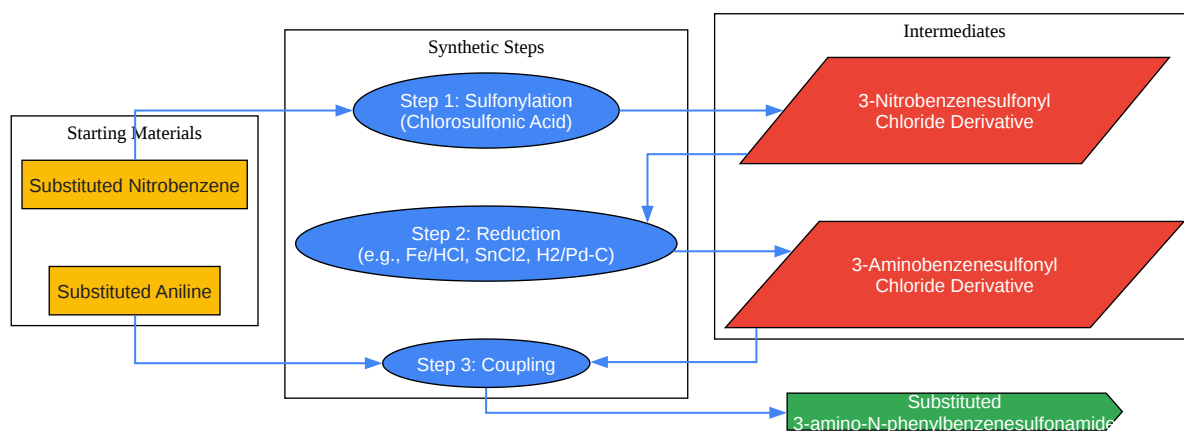 Starting Materials
Substituted Nitrobenzene
Substituted Aniline
Synthetic Steps
Step 1: Sulfonylation
(Chlorosulfonic Acid)
Step 2: Reduction
(e.g., Fe/HCl, SnCl2, H2/Pd-C)
Step 3: Coupling
Intermediates
3-Nitrobenzenesulfonyl
Chloride Derivative
3-Aminobenzenesulfonyl
Chloride Derivative
Substituted
3-amino-N-phenylbenzenesulfonamide